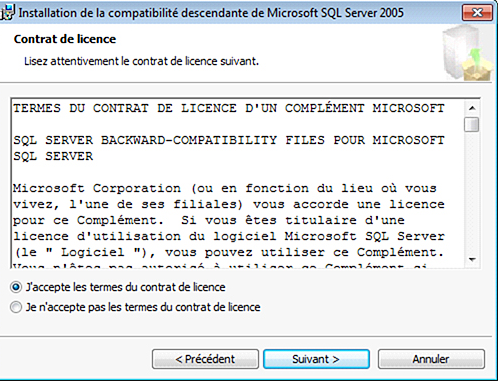 Installation de la compatibilité descendante de Microsoft SQL Server 2005
Contrat de licence
Lisez attentivement le contrat de licence suivant.
TERMES DU CONTRAT DE LICENCE D'UN COMPLÉMENT MICROSOFT
SQL SERVER BACKWARD-COMPATIBILITY FILES POUR MICROSOFT
SQL SERVER
Microsoft Corporation (ou en fonction du lieu où vous
vivez, l'une de ses filiales) vous accorde une licence
pour ce Complément. Si vous êtes titulaire d'une
licence d'utilisation du logiciel Microsoft SQL Server
(le " Logiciel "), vous pouvez utiliser ce Complément.
Vous n'êtes pas autorisé à utiliser ce Complément si
J'accepte les termes du contrat de licence
Je n'accepte pas les termes du contrat de licence
< Précédent
Suivant >
Annuler